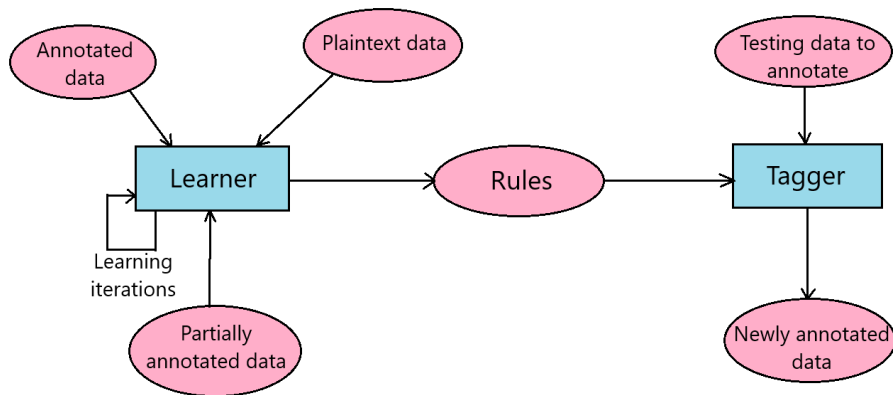 Annotated
data
Plaintext data
Testing data to
annotate
Learner
Rules
Tagger
Learning
iterations
Partially
annotated data
Newly annotated
data